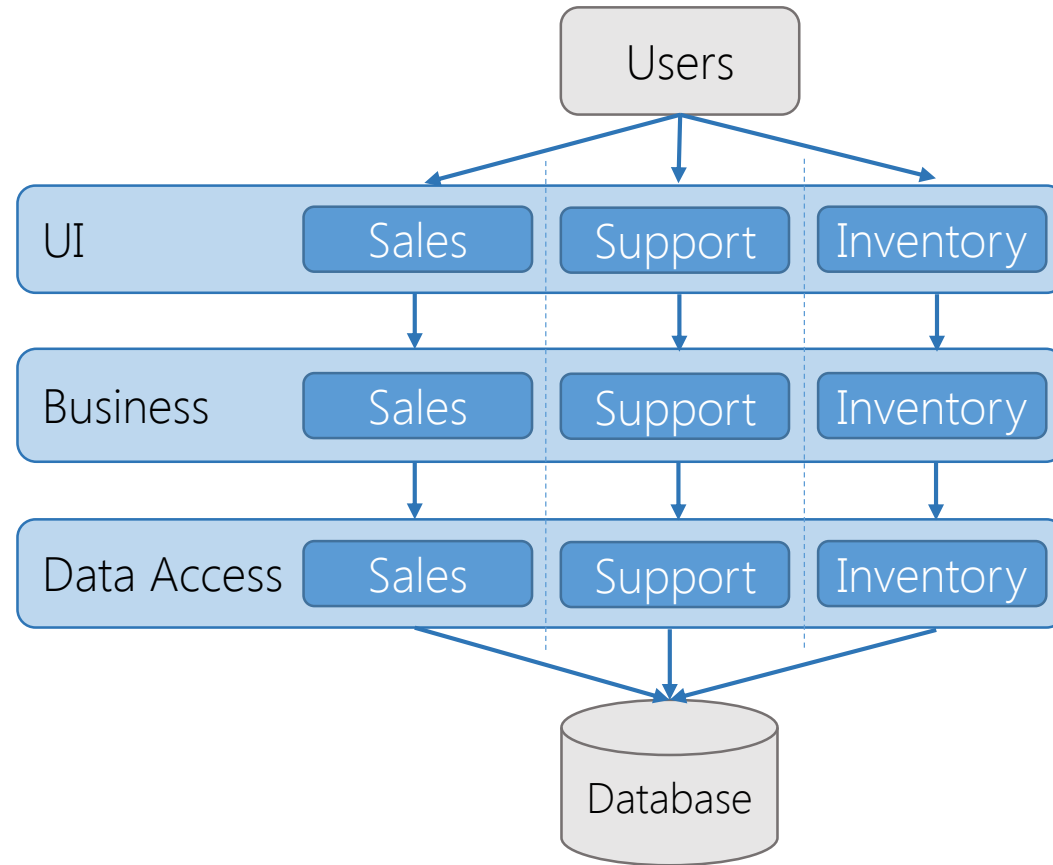 Users
UI
Sales
Support
Inventory
Business
Sales
Support
Inventory
Data Access
Sales
Support
Inventory
Database